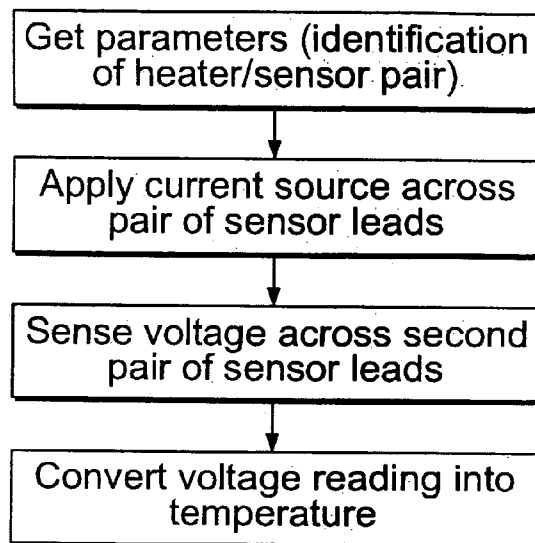 Get parameters (identification
of heater/sensor pair)
Apply current source across
pair of sensor leads
Sense voltage across second
pair of sensor leads
Convert voltage reading into
temperature